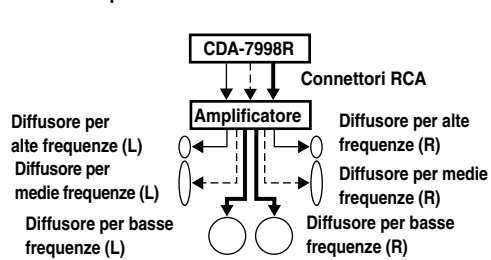 CDA-7998R
Connettori RCA
Amplificatore
Diffusore per
alte frequenze (L)
Diffusore per alte
frequenze (R)
Diffusore per
medie frequenze (L)
Diffusore per medie
frequenze (R)
Diffusore per basse
frequenze (L)
Diffusore per basse
frequenze (R)